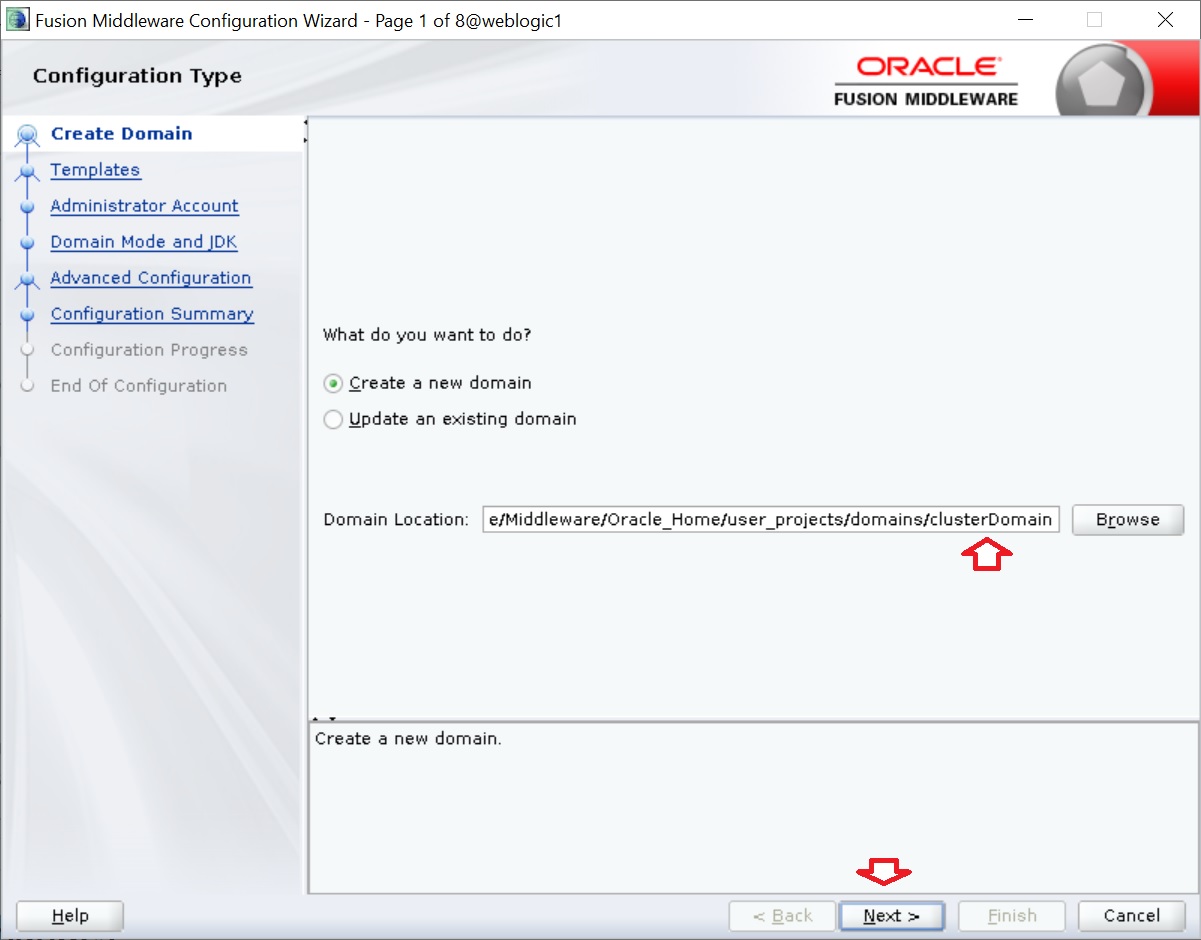 Fusion Middleware Configuration Wizard - Page 1 of 8@weblogic1
Configuration Type
ORACLE
FUSION MIDDLEWARE
Create Domain
Templates
Administrator Account
Domain Mode and JDK
Advanced Configuration
Configuration Summary
Configuration Progress
End Of Configuration
What do you want to do?
Create a new domain
Update an existing domain
Domain Location: e/Middleware/Oracle_Home/user_projects/domains/clusterDomain Browse
Create a new domain.
Help < Back Next > Finish Cancel